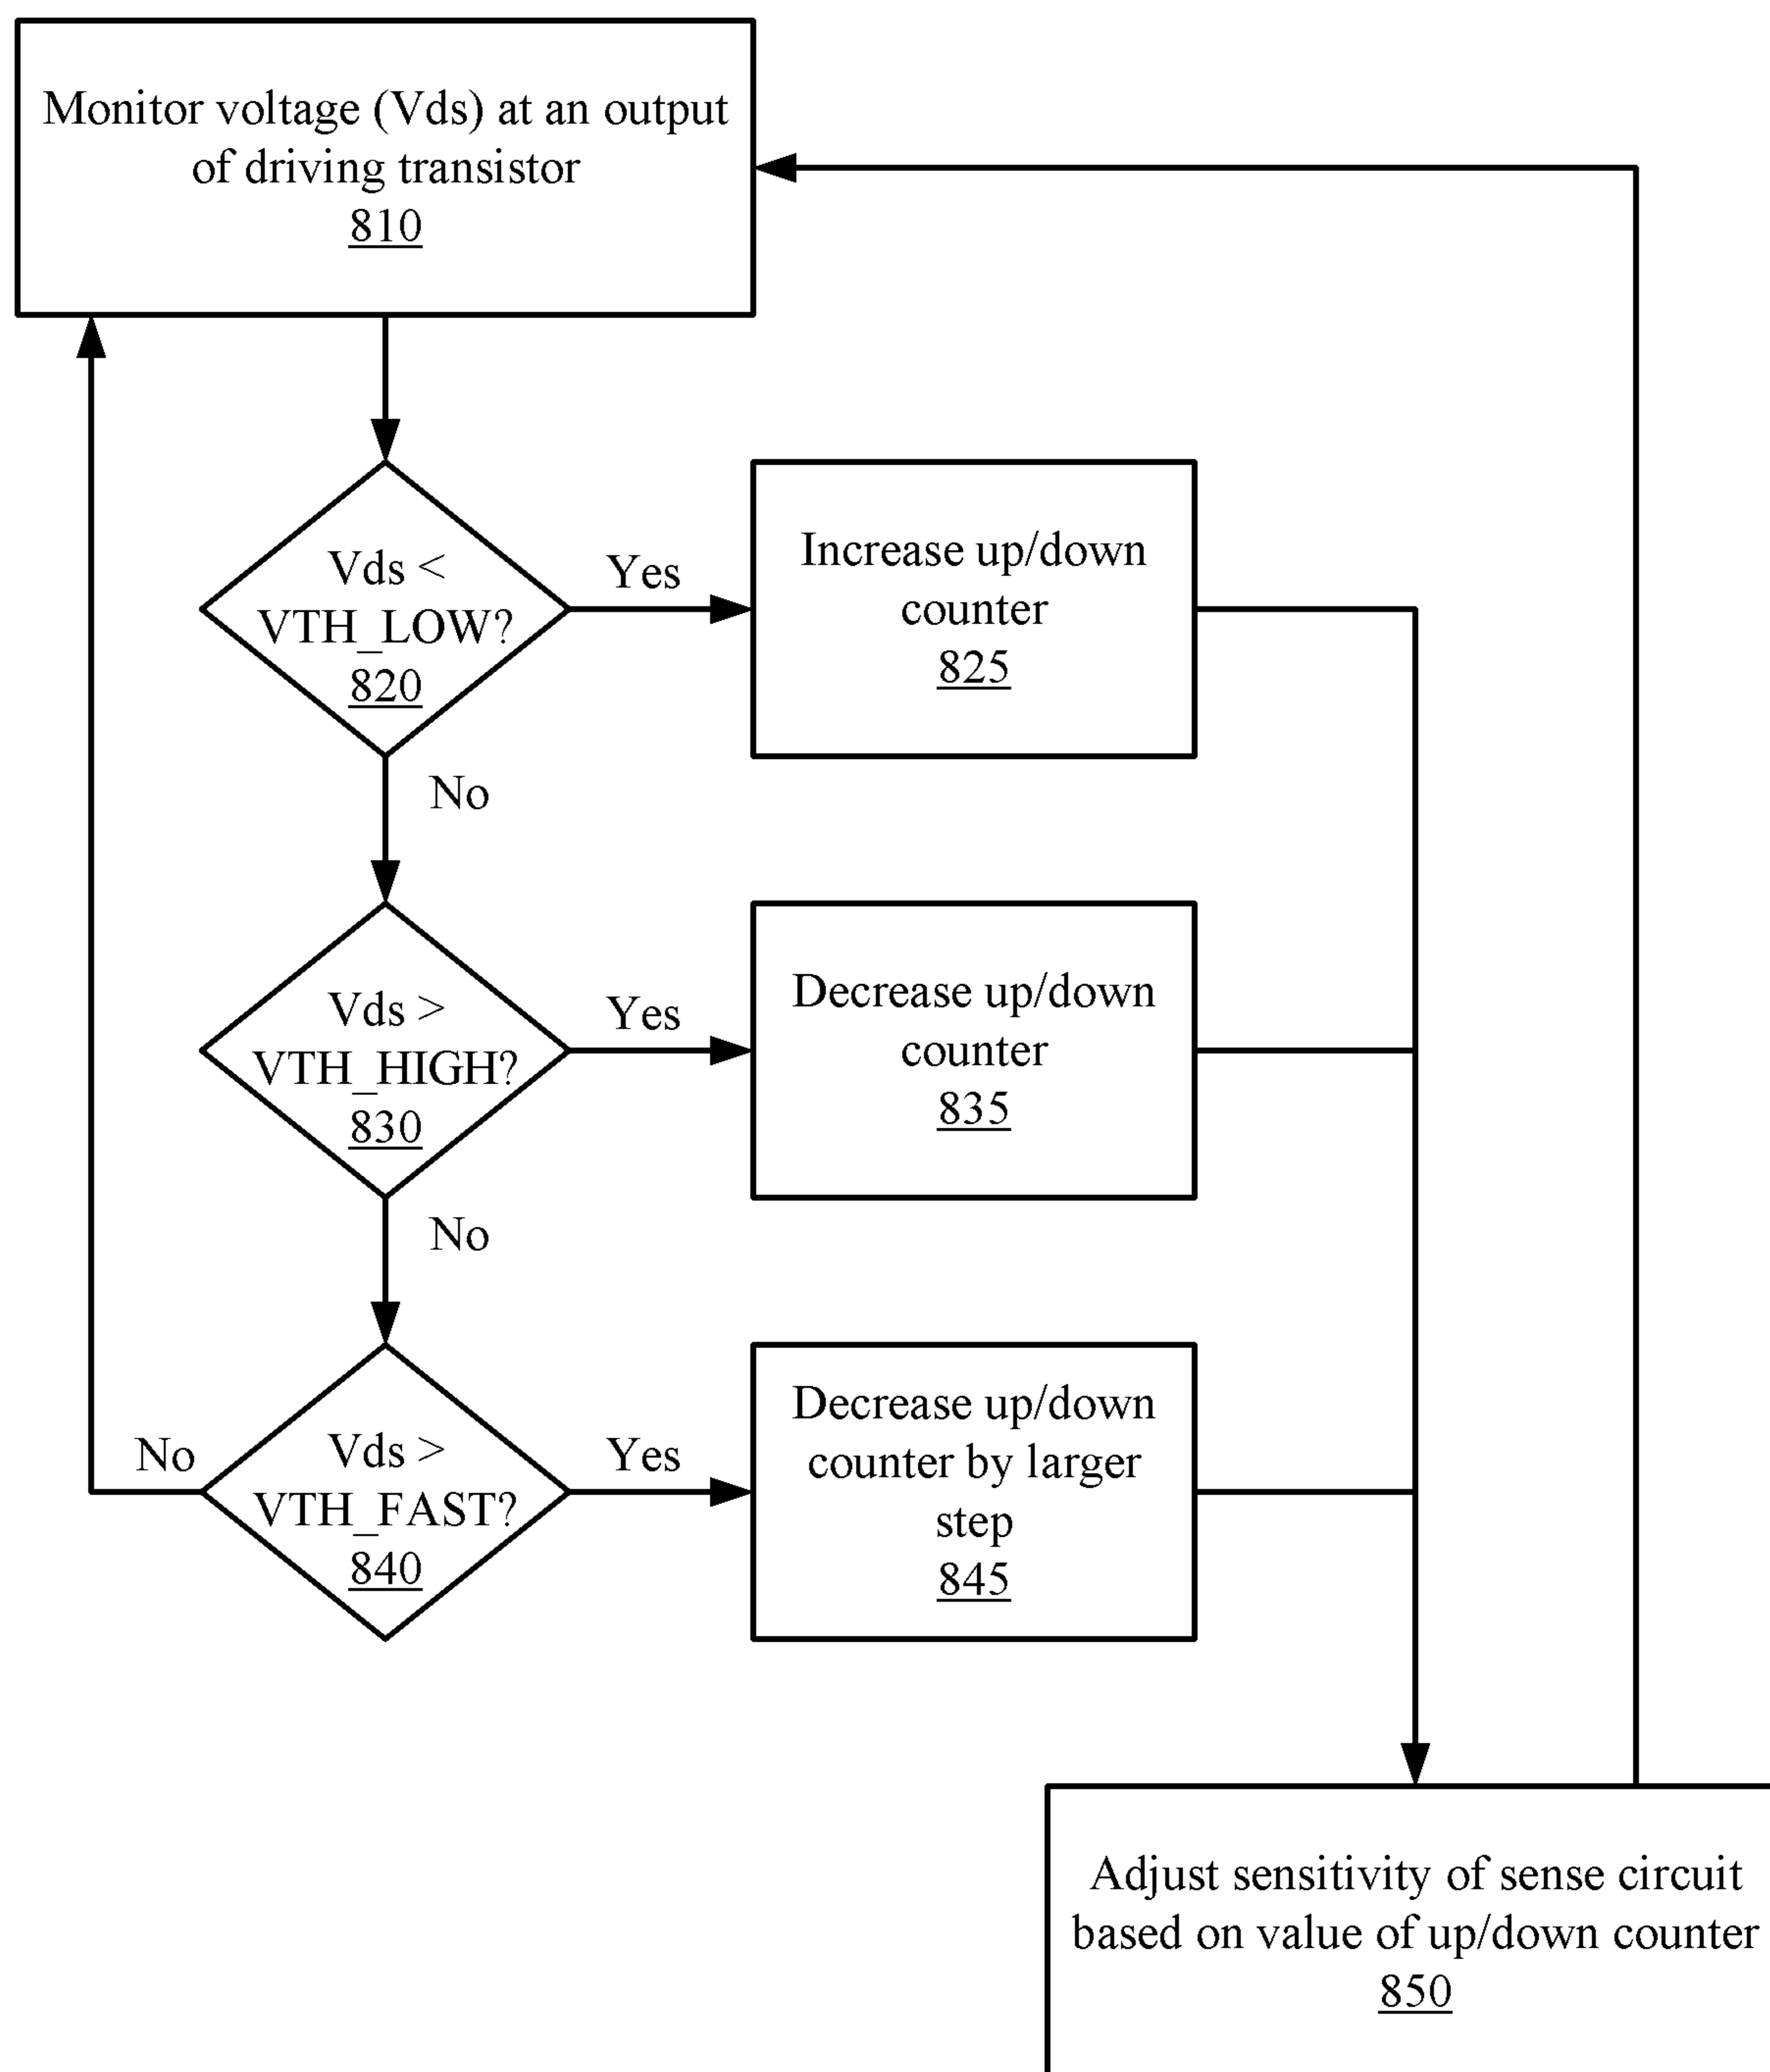 Monitor voltage (Vds) at an output
of driving transistor
810
Vds <
VTH_LOW?
820
Yes
Increase up/down
counter
825
No
Vds >
VTH_HIGH?
830
Yes
Decrease up/down
counter
835
No
Vds >
VTH_FAST?
840
No
Yes
Decrease up/down
counter by larger
step
845
Adjust sensitivity of sense circuit
based on value of up/down counter
850